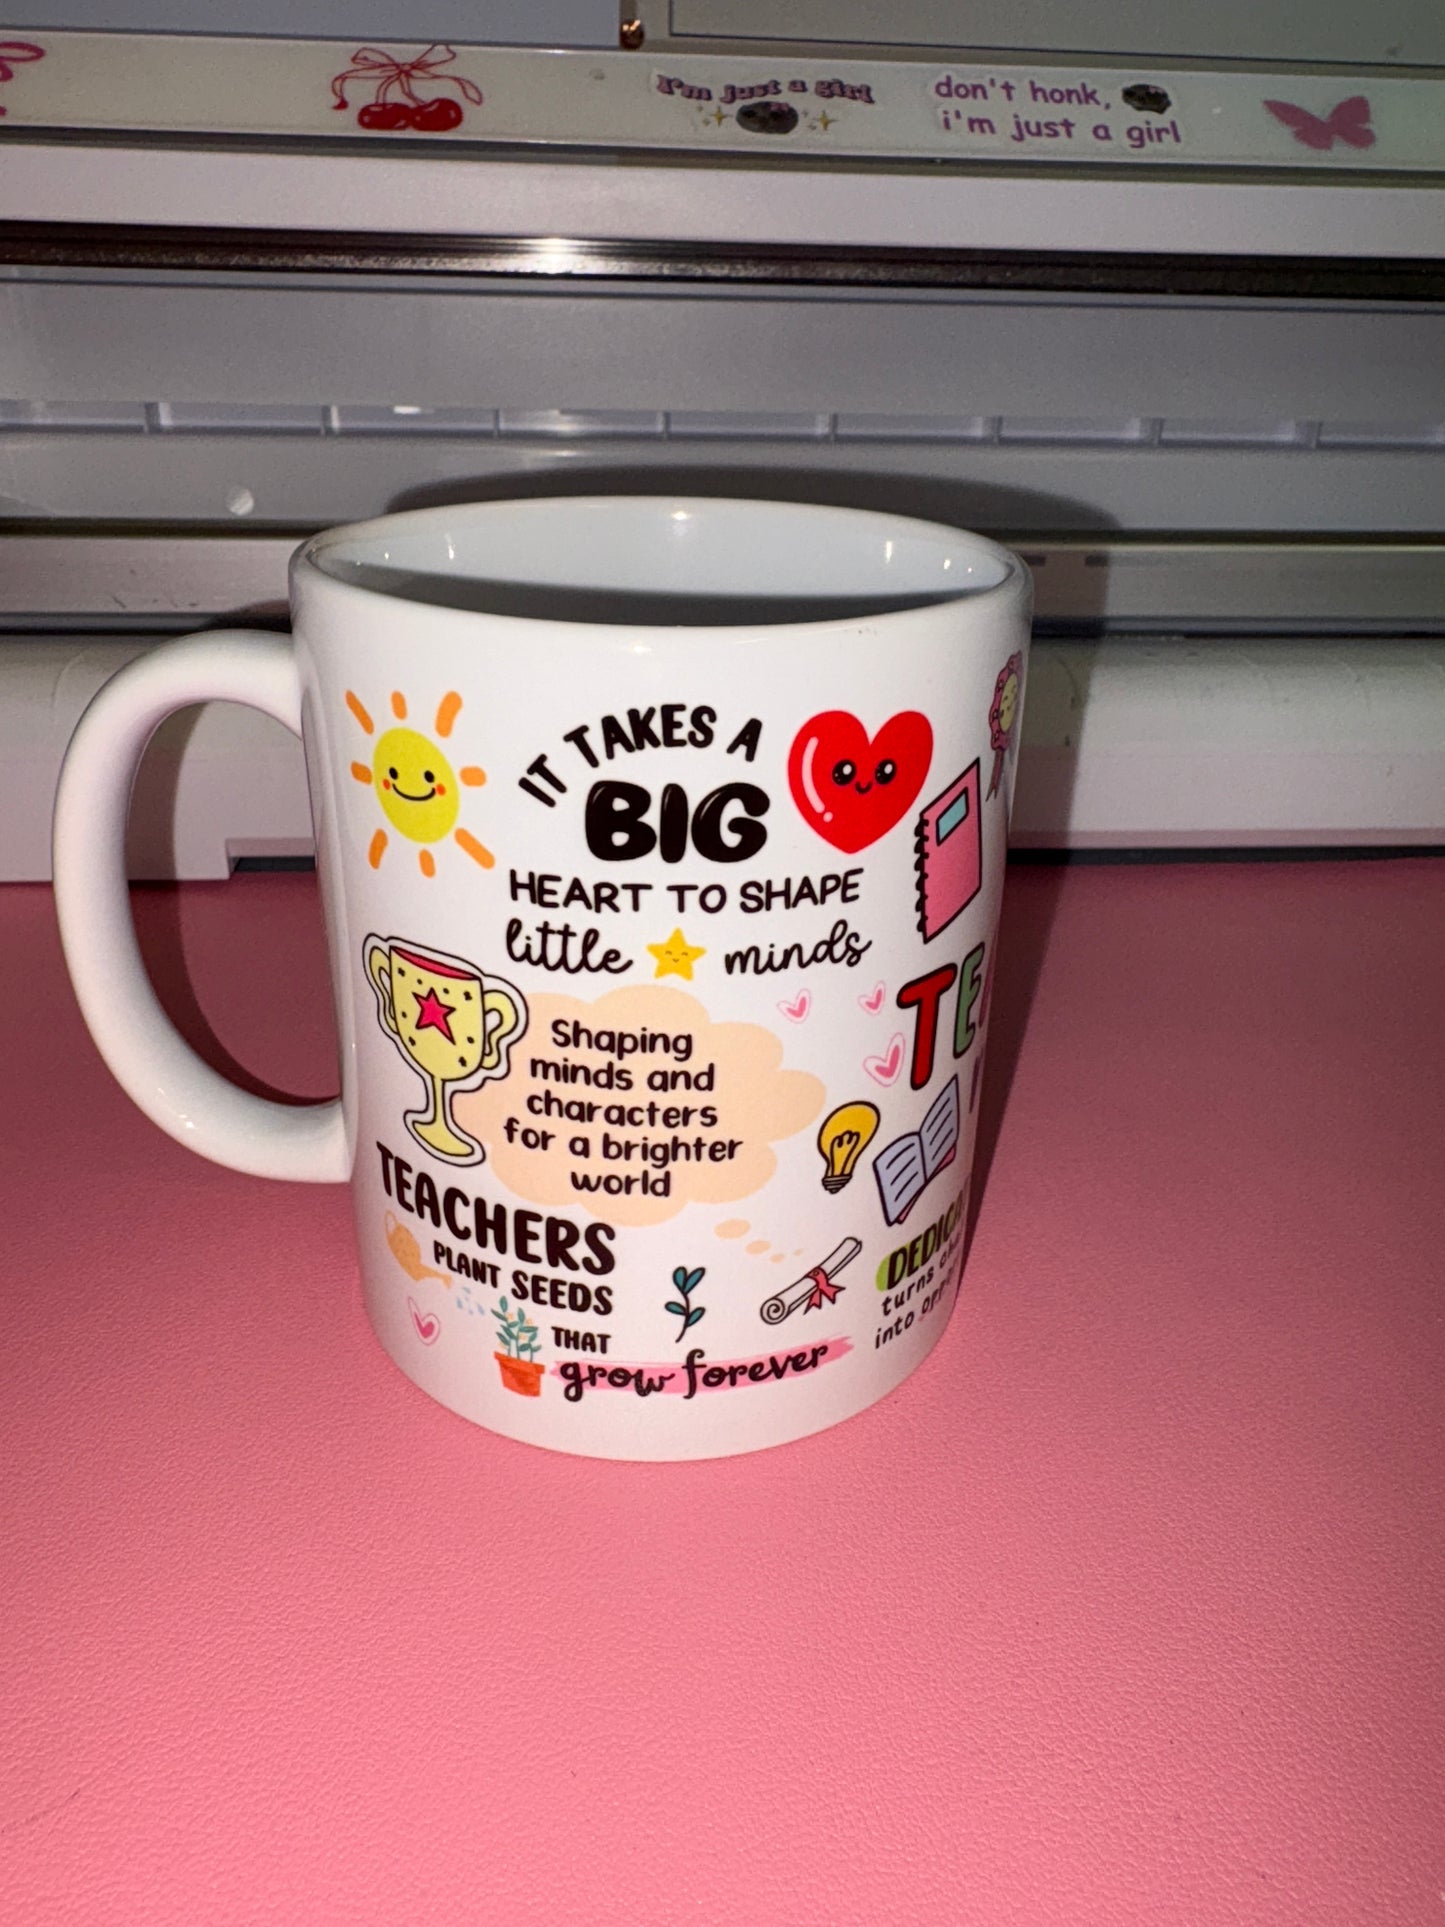 I'm just a girl
don't honk,
i'm just a girl
IT TAKES A
BIG
HEART TO SHAPE
little minds
Shaping
minds and
characters
for a brighter
world
TEACHERS
PLANT SEEDS
THAT
grow forever
turns
into